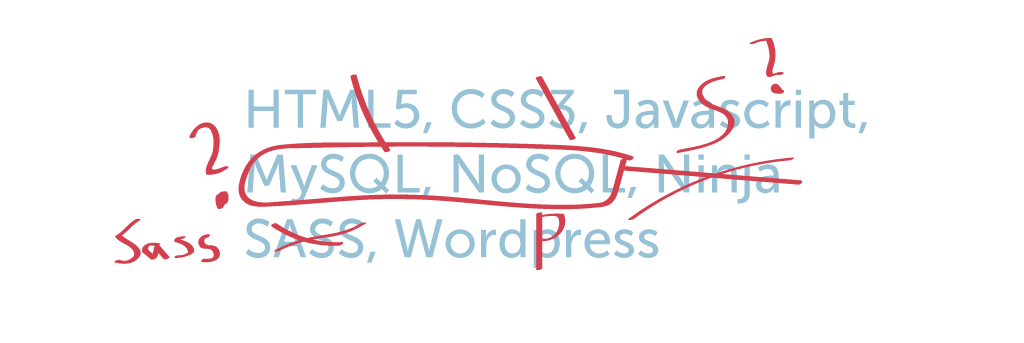 S ?
HTML5, CSS3, Javascript,
? MySQL, NoSQL, Ninja
Sass SASS, Wordpress
P